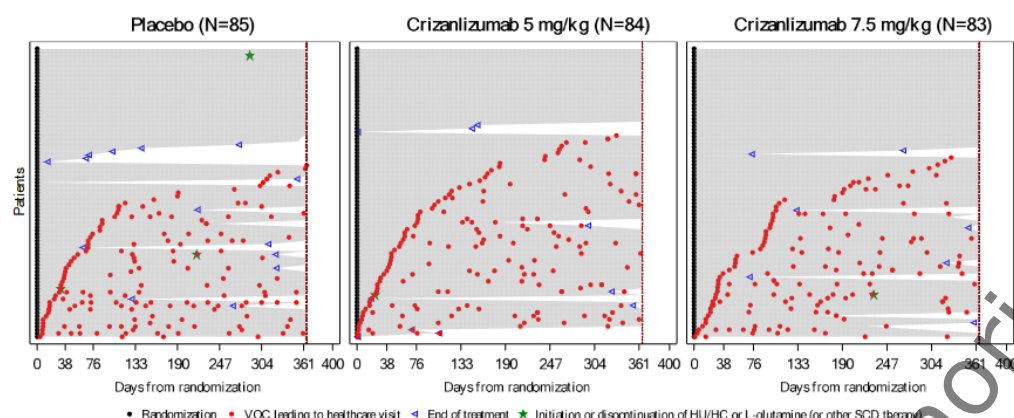 Placebo (N=85) Crizanlizumab 5 mg/kg (N=84) Crizanlizumab 7.5 mg/kg (N=83)
Patients
0 38 76 133 190 247 304 361 400 0 38 76 133 190 247 304 361 400 0 38 76 133 190 247 304 361 400
Days from randomization Days from randomization Days from randomization
Randomization VOC leading to healthcare visit End of treatment Initiation or discontinuation of HU/HC or L-glutamine (or other SCD therapy)
ori